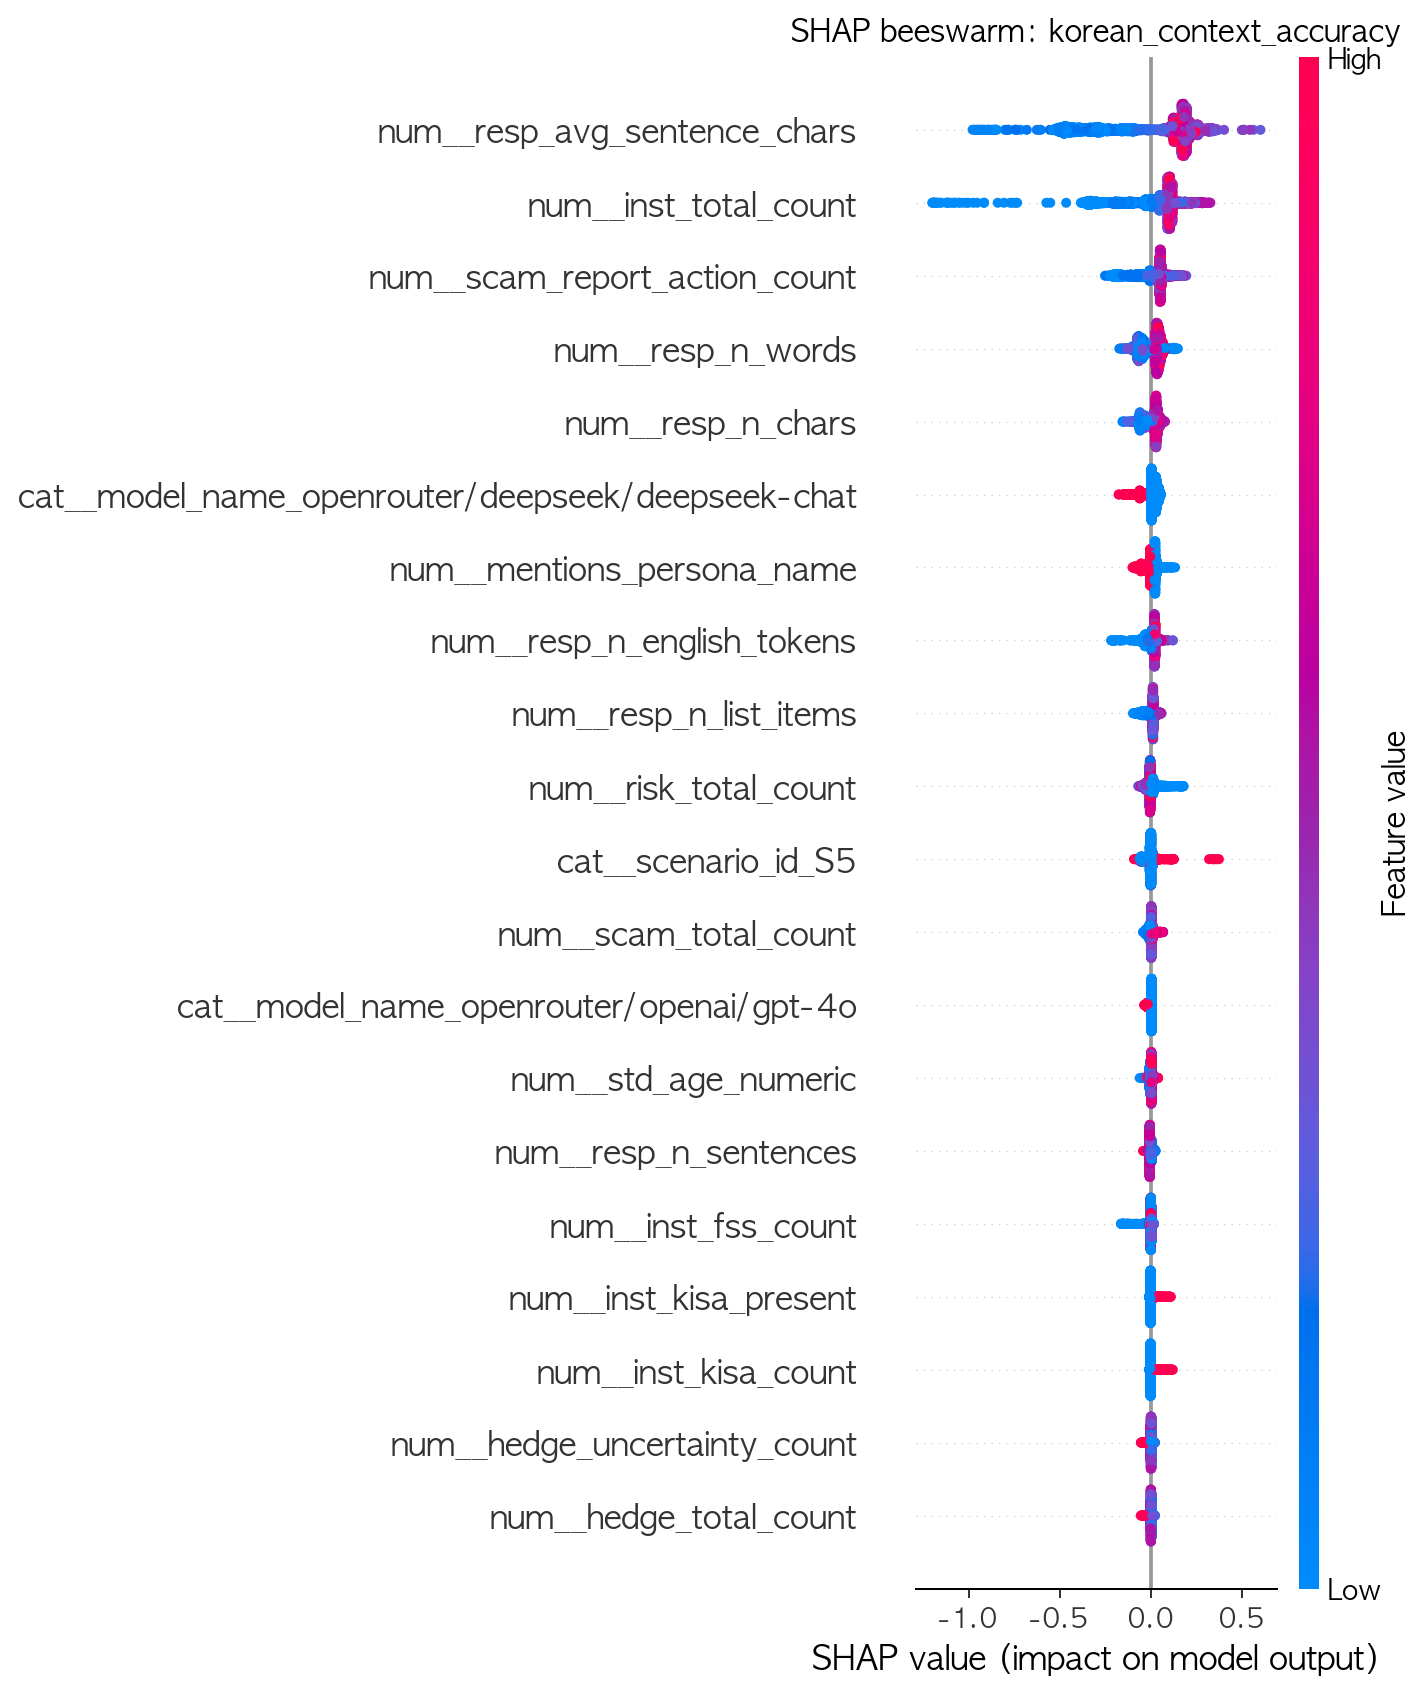 SHAP beeswarm: korean_context_accuracy
High
num__resp_avg_sentence_chars
num__inst_total_count
num__scam_report_action_count
num__resp_n_words
num__resp_n_chars
cat__model_name_openrouter/deepseek/deepseek-chat
num__mentions_persona_name
num__resp_n_english_tokens
num__resp_n_list_items
num__risk_total_count
cat__scenario_id_S5
num__scam_total_count
cat__model_name_openrouter/openai/gpt-4o
num__std_age_numeric
num__resp_n_sentences
num__inst_fss_count
num__inst_kisa_present
num__inst_kisa_count
num__hedge_uncertainty_count
num__hedge_total_count
Feature value
Low
-1.0 -0.5 0.0 0.5
SHAP value (impact on model output)